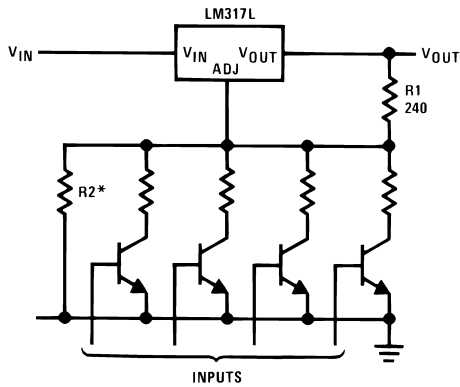 LM317L
VIN
VIN
VOUT
VOUT
ADJ
R1
240
R2*
INPUTS